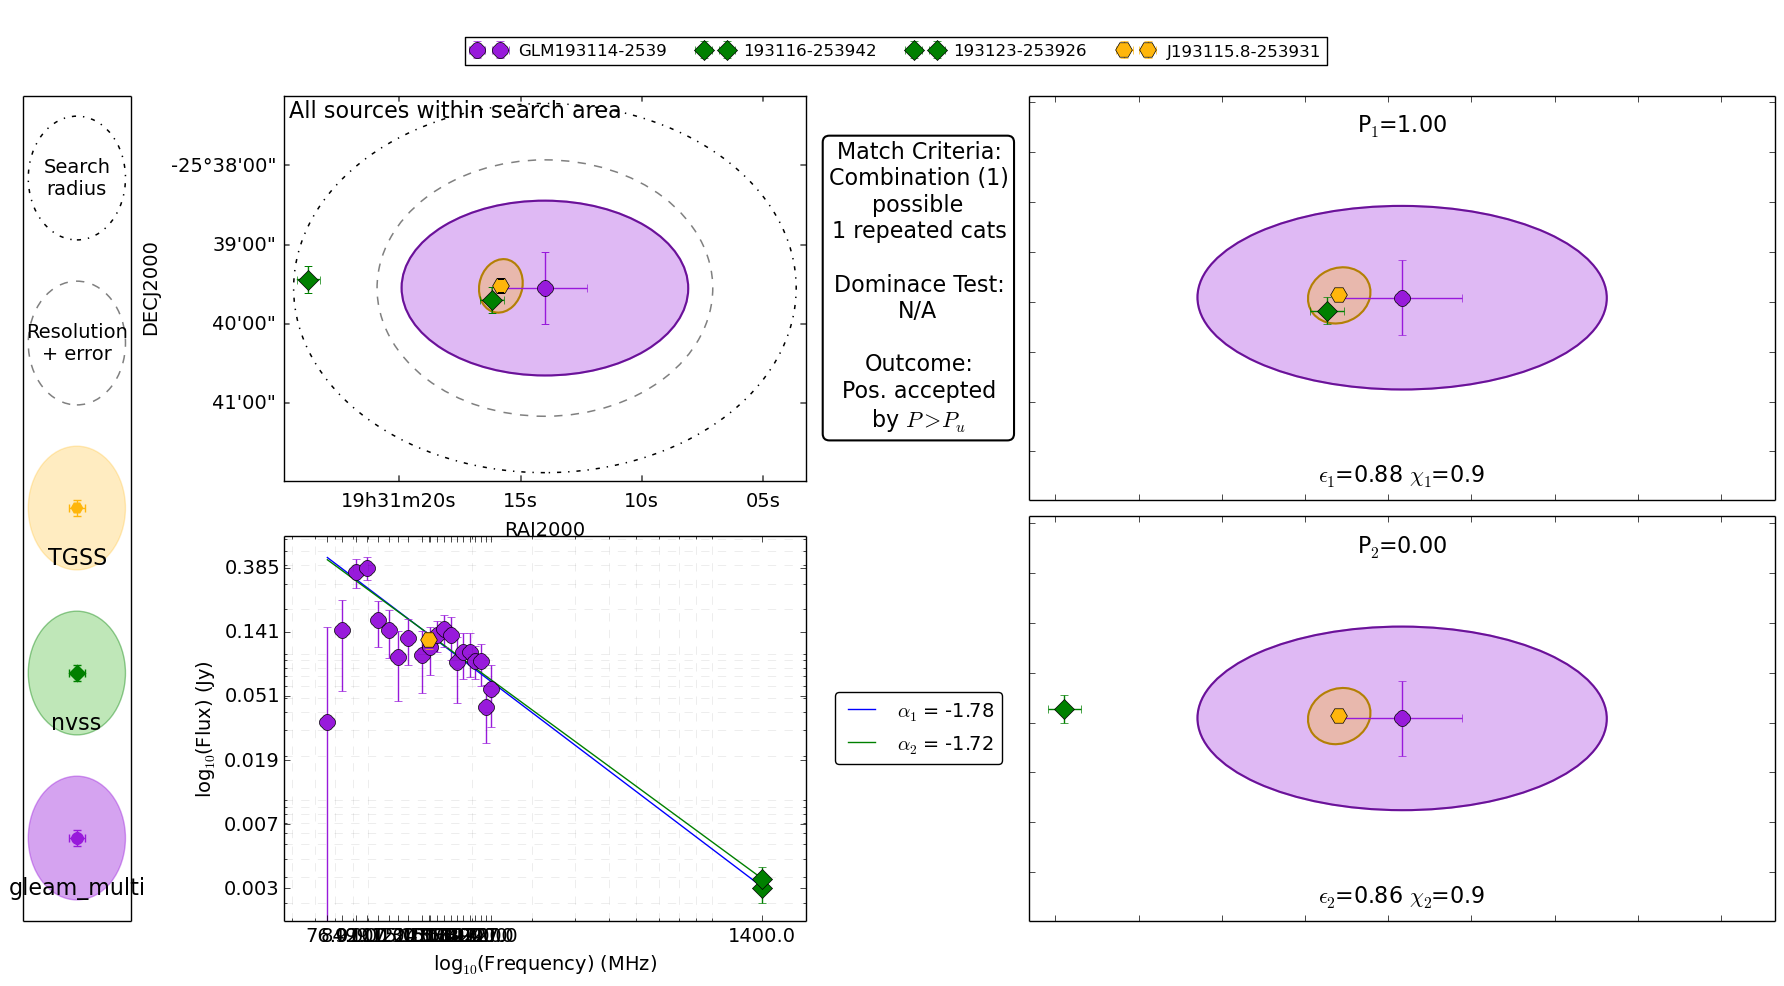 GLM193114-2539 193116-253942 193123-253926 J193115.8-253931
Search
radius
Resolution
+ error
TGSS
nvss
gleam_multi
All sources within search area
DECJ2000
-25°38'00"
39'00"
40'00"
41'00"
19h31m20s 15s 10s 05s
RAJ2000
Match Criteria:
Combination (1)
possible
1 repeated cats
Dominace Test:
N/A
Outcome:
Pos. accepted
by P>Pu
P1=1.00
ϵ1=0.88 χ1=0.9
P2=0.00
ϵ2=0.86 χ2=0.9
log10(Flux) (Jy)
0.385
0.141
0.051
0.019
0.007
0.003
1400.0
log10(Frequency) (MHz)
α1 = -1.78
α2 = -1.72